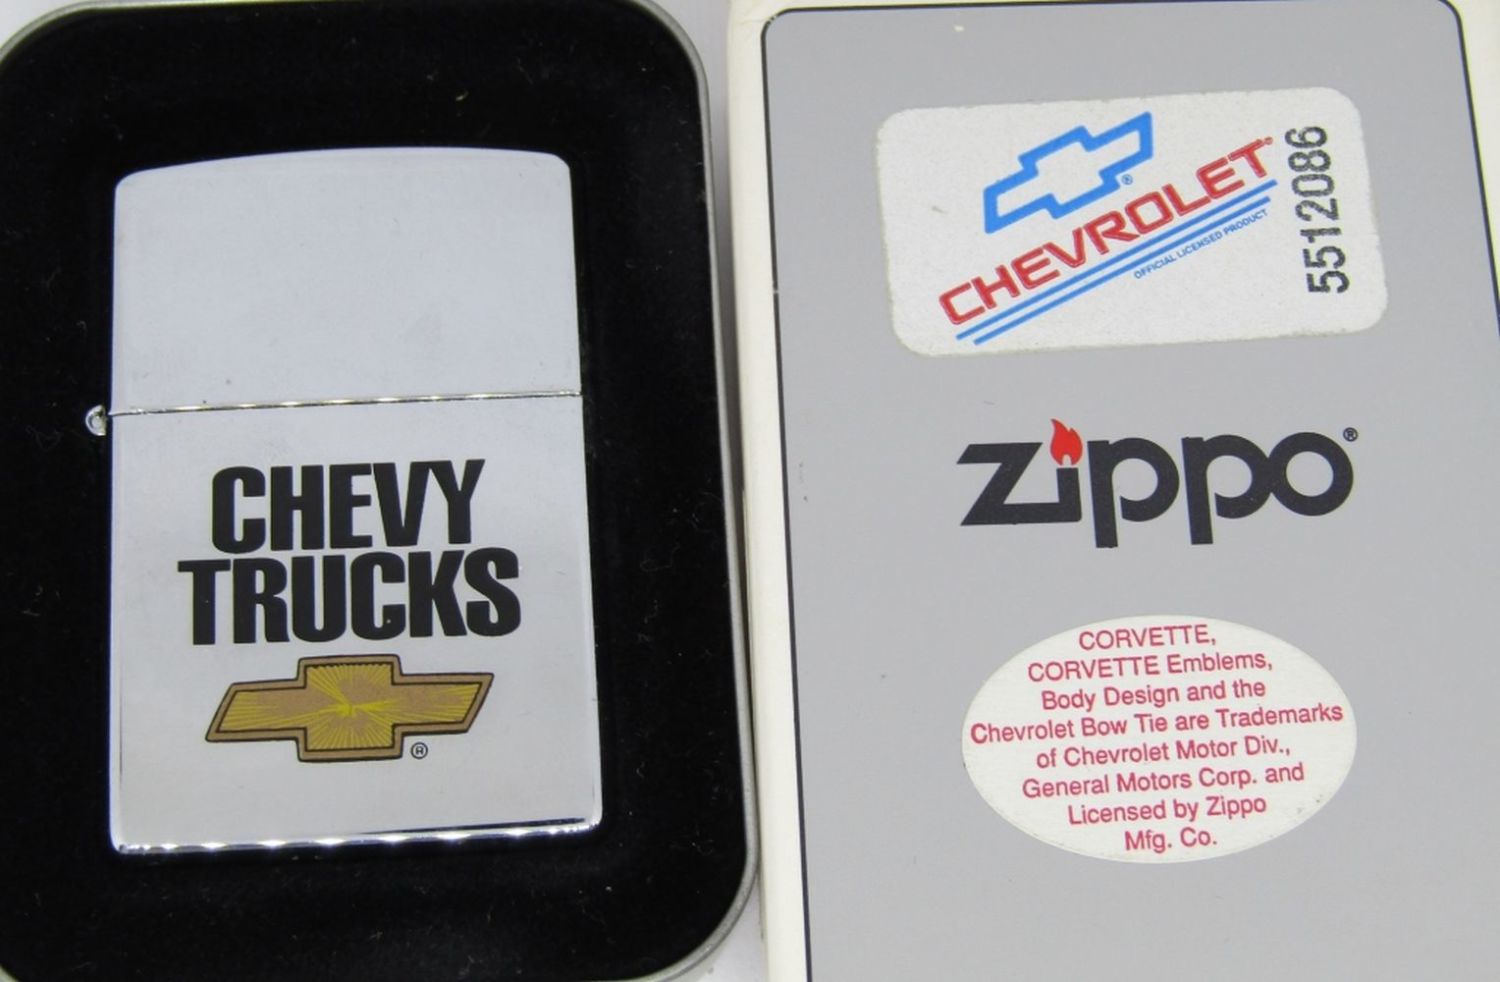 CHEVY
TRUCKS
®
CHEVROLET
®
OFFICIAL LICENSED PRODUCT
5512086
zippo®
CORVETTE,
CORVETTE Emblems,
Body Design and the
Chevrolet Bow Tie are Trademarks
of Chevrolet Motor Div.,
General Motors Corp. and
Licensed by Zippo
Mfg. Co.